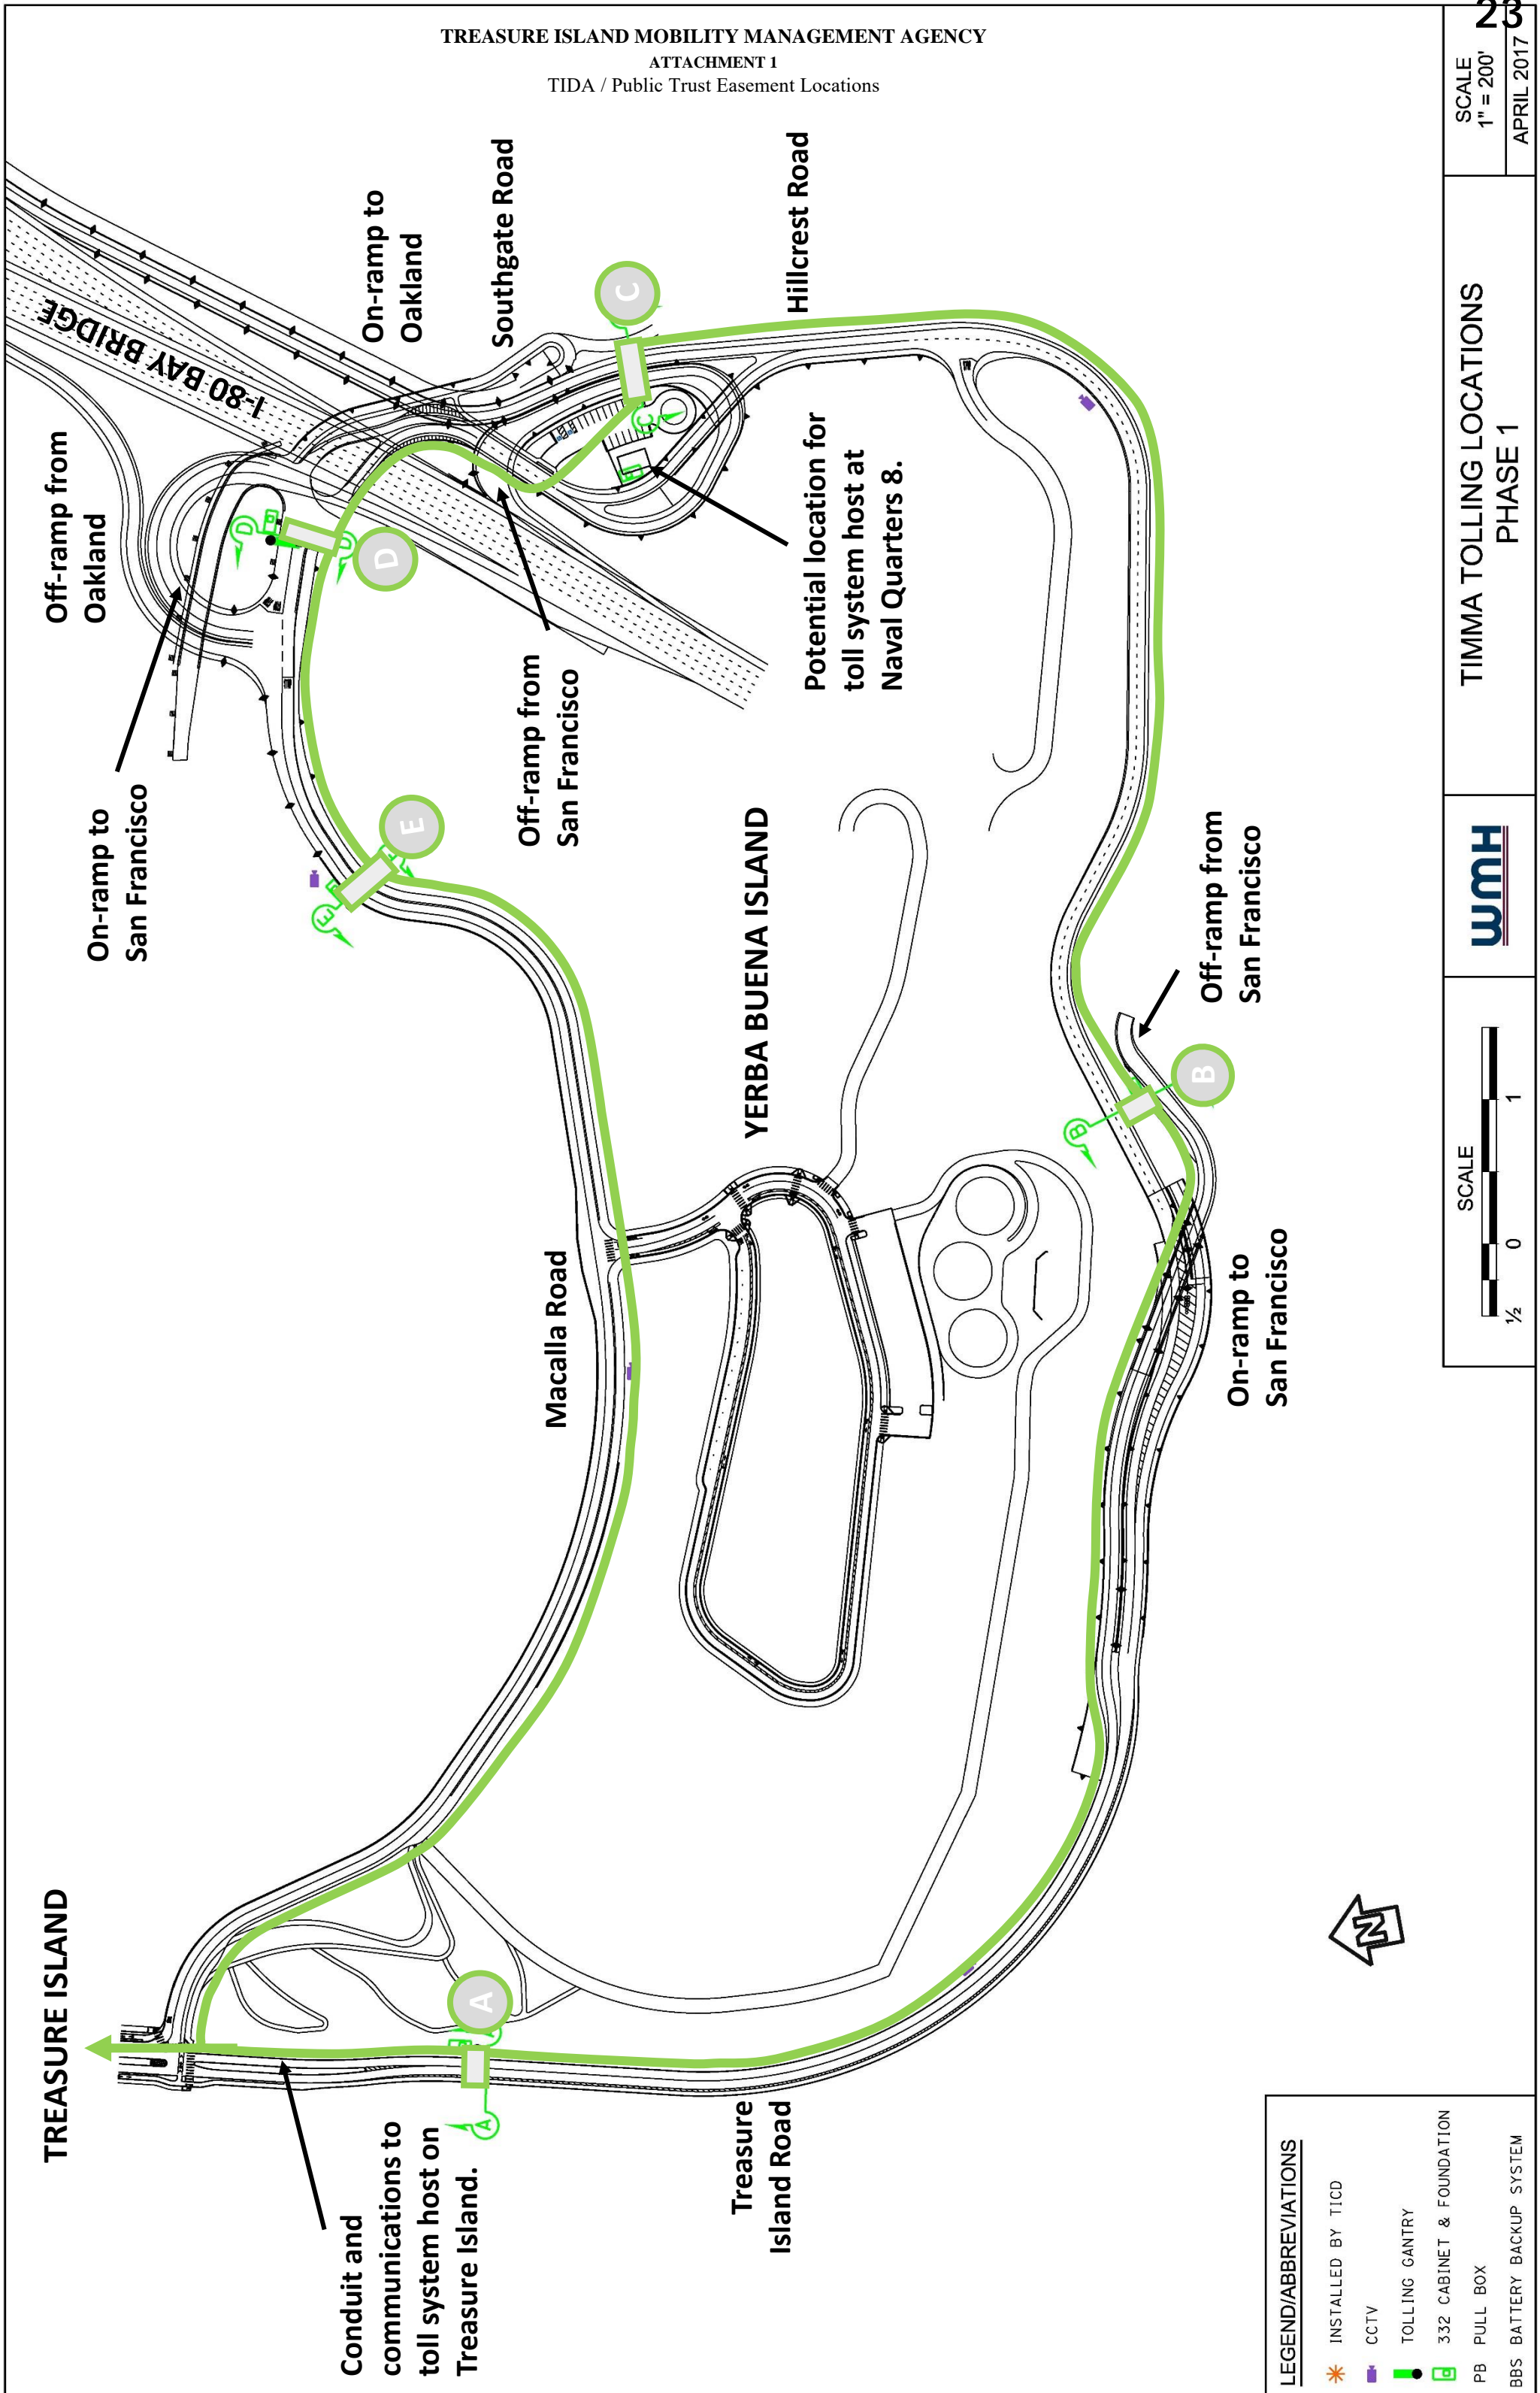 TREASURE ISLAND MOBILITY MANAGEMENT AGENCY
ATTACHMENT 1
TIDA / Public Trust Easement Locations
23
TREASURE ISLAND
Conduit and
communications to
toll system host on
Treasure Island.
A
A
Treasure
Island Road
Macalla Road
YERBA BUENA ISLAND
On-ramp to
San Francisco
Off-ramp from
Oakland
I-80 BAY BRIDGE
On-ramp to
Oakland
Southgate Road
Off-ramp from
San Francisco
Potential location for
toll system host at
Naval Quarters 8.
Hillcrest Road
E
E
D
D
D
C
C
B
B
Off-ramp from
San Francisco
On-ramp to
San Francisco
N
LEGEND/ABBREVIATIONS
INSTALLED BY TICD
CCTV
TOLLING GANTRY
332 CABINET & FOUNDATION
PB PULL BOX
BBS BATTERY BACKUP SYSTEM
SCALE
½ 0 1
WMH
TIMMA TOLLING LOCATIONS
PHASE 1
SCALE
1" = 200'
APRIL 2017